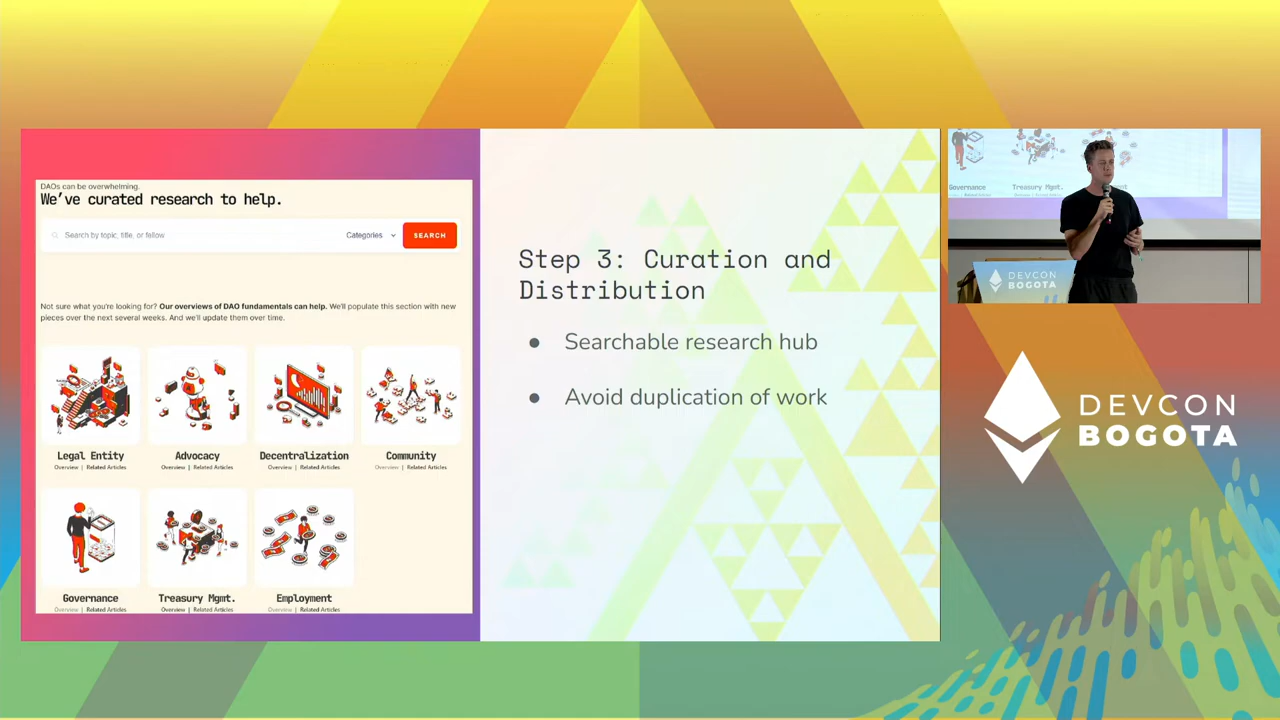 DAOs can be overwhelming.
We've curated research to help.
Search by topic, title, or fellow
Categories
SEARCH
Not sure what you're looking for? Our overviews of DAO fundamentals can help. We'll populate this section with new
pieces over the next several weeks. And we'll update them over time.
Legal Entity
Overview | Related Articles
Advocacy
Overview | Related Articles
Decentralization
Overview | Related Articles
Community
Overview | Related Articles
Governance
Overview | Related Articles
Treasury Mgmt.
Overview | Related Articles
Employment
Overview | Related Articles
Step 3: Curation and
Distribution
● Searchable research hub
● Avoid duplication of work
Governance
Treasury Mgmt.
DEVCON
BOGOTA
DEVCON
BOGOTA